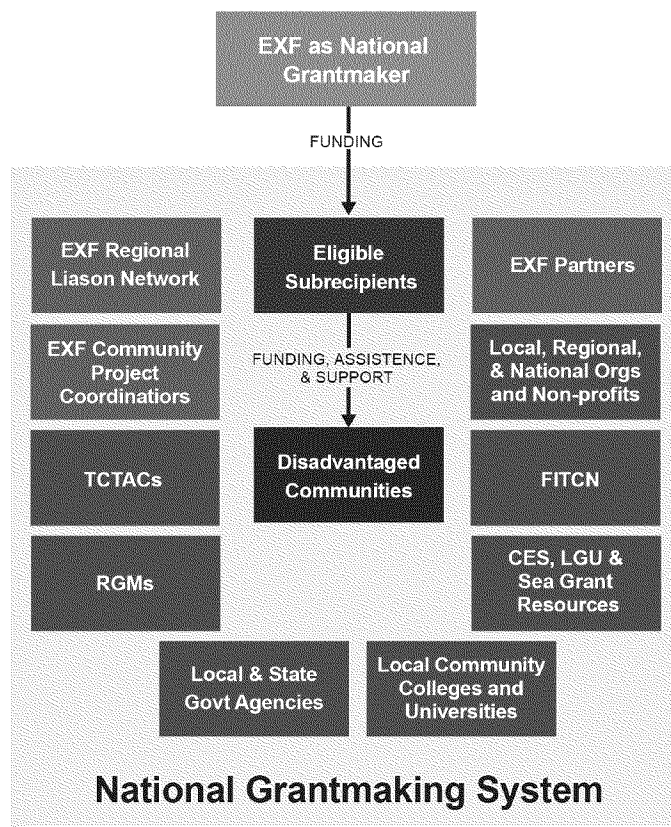 EXF as National
Grantmaker
FUNDING
EXF Regional
Liason Network
Eligible
Subrecipients
EXF Partners
EXF Community
Project
Coordinatiors
FUNDING, ASSISTENCE,
& SUPPORT
Local, Regional,
& National Orgs
and Non-profits
TCTACs
Disadvantaged
Communities
FITCN
RGMs
CES, LGU &
Sea Grant
Resources
Local & State
Govt Agencies
Local Community
Colleges and
Universities
National Grantmaking System